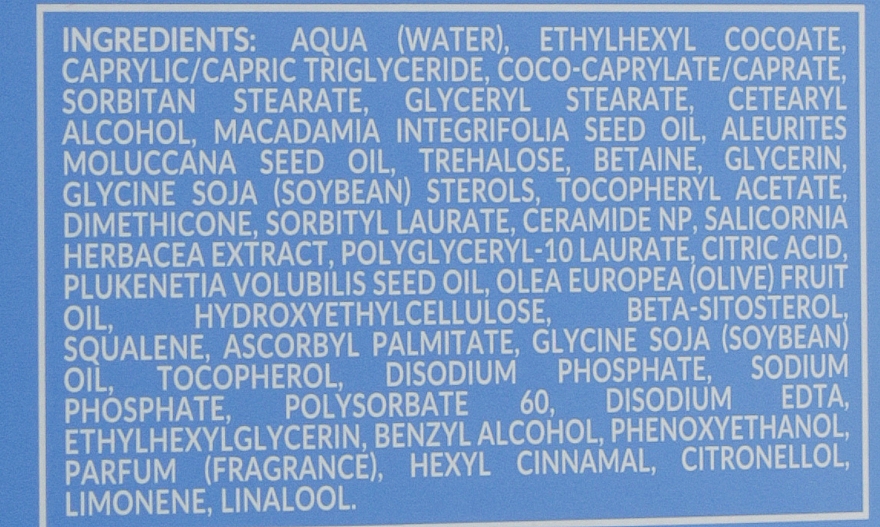 INGREDIENTS: AQUA (WATER), ETHYLHEXYL COCOATE,
CAPRYLIC/CAPRIC TRIGLYCERIDE, COCO-CAPRYLATE/CAPRATE,
SORBITAN STEARATE, GLYCERYL STEARATE, CETEARYL
ALCOHOL, MACADAMIA INTEGRIFOLIA SEED OIL, ALEURITES
MOLUCCANA SEED OIL, TREHALOSE, BETAINE, GLYCERIN,
GLYCINE SOJA (SOYBEAN) STEROLS, TOCOPHERYL ACETATE,
DIMETHICONE, SORBITYL LAURATE, CERAMIDE NP, SALICORNIA
HERBACEA EXTRACT, POLYGLYCERYL-10 LAURATE, CITRIC ACID,
PLUKENETIA VOLUBILIS SEED OIL, OLEA EUROPEA (OLIVE) FRUIT
OIL, HYDROXYETHYLCELLULOSE, BETA-SITOSTEROL,
SQUALENE, ASCORBYL PALMITATE, GLYCINE SOJA (SOYBEAN)
OIL, TOCOPHEROL, DISODIUM PHOSPHATE, SODIUM
PHOSPHATE, POLYSORBATE 60, DISODIUM EDTA,
ETHYLHEXYLGLYCERIN, BENZYL ALCOHOL, PHENOXYETHANOL,
PARFUM (FRAGRANCE), HEXYL CINNAMAL, CITRONELLOL,
LIMONENE, LINALOOL.